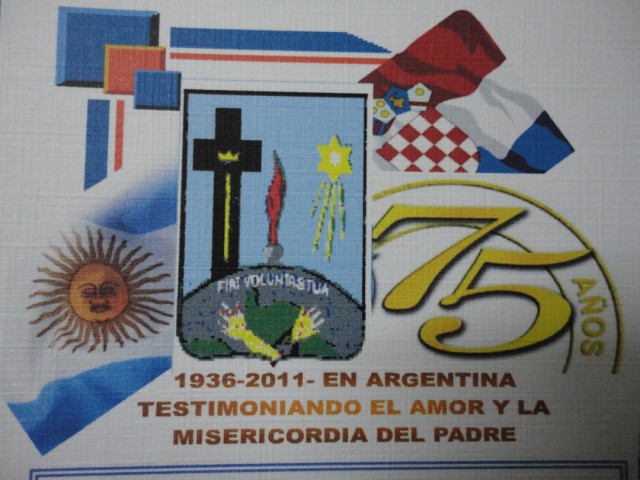 FIAT VOLUNTAS TUA
75
AÑOS
1936-2011- EN ARGENTINA
TESTIMONIANDO EL AMOR Y LA
MISERICORDIA DEL PADRE